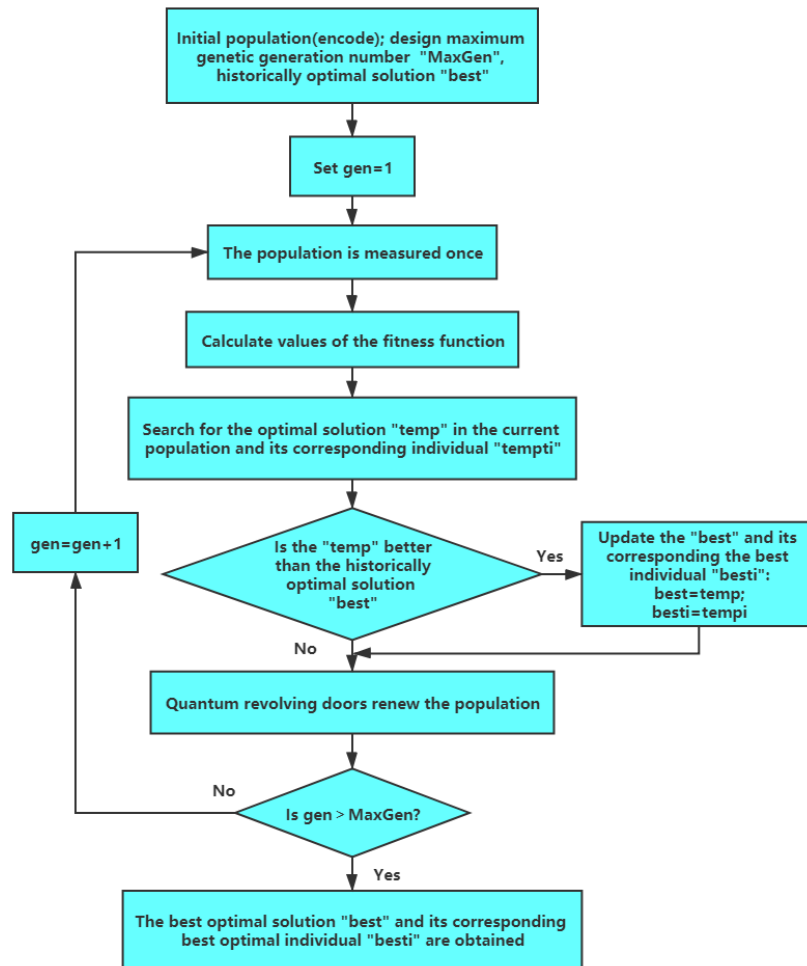 Initial population(encode); design maximum
genetic generation number "MaxGen",
historically optimal solution "best"
Set gen=1
The population is measured once
Calculate values of the fitness function
Search for the optimal solution "temp" in the current
population and its corresponding individual "tempti"
gen=gen+1
Is the "temp" better
than the historically
optimal solution
"best"
Yes
Update the "best" and its
corresponding the best
individual "besti":
best=temp;
besti=tempi
No
Quantum revolving doors renew the population
No
Is gen > MaxGen?
Yes
The best optimal solution "best" and its corresponding
best optimal individual "besti" are obtained